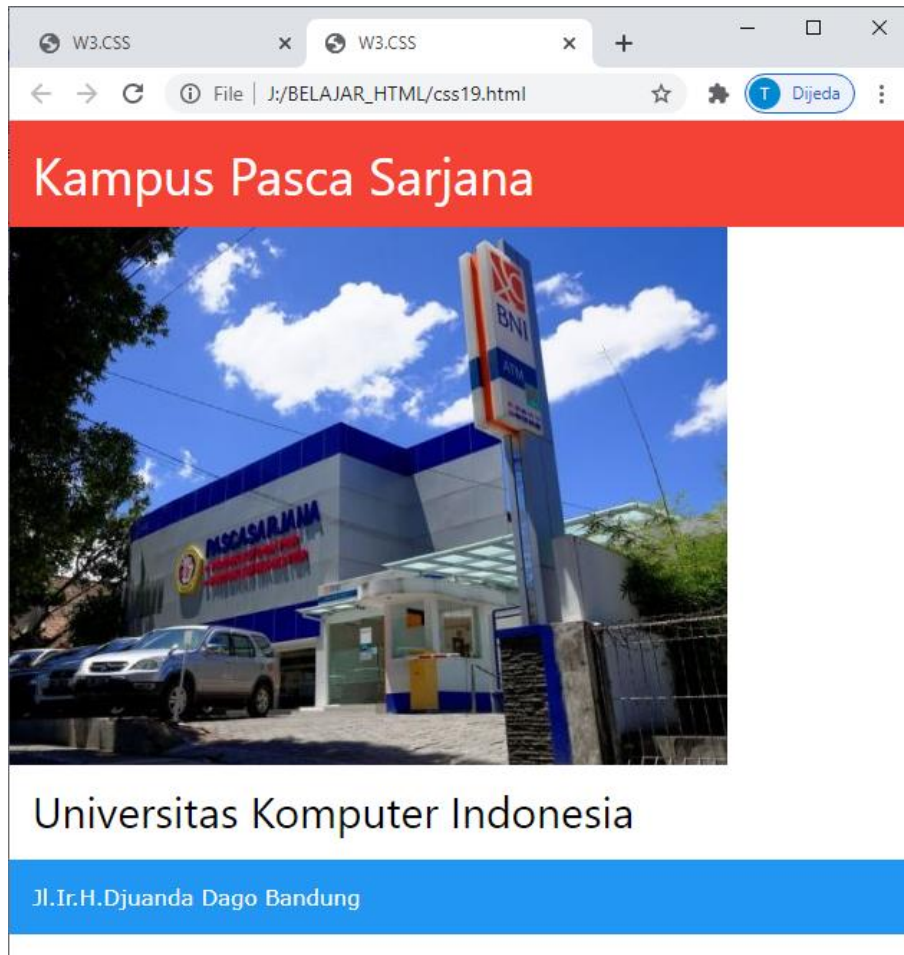 W3.CSS
W3.CSS
File J:/BELAJAR_HTML/css19.html
T Dijeda
Kampus Pasca Sarjana
BNI
ATM
PASCASARJANA
Universitas Komputer Indonesia
Jl.Ir.H.Djuanda Dago Bandung